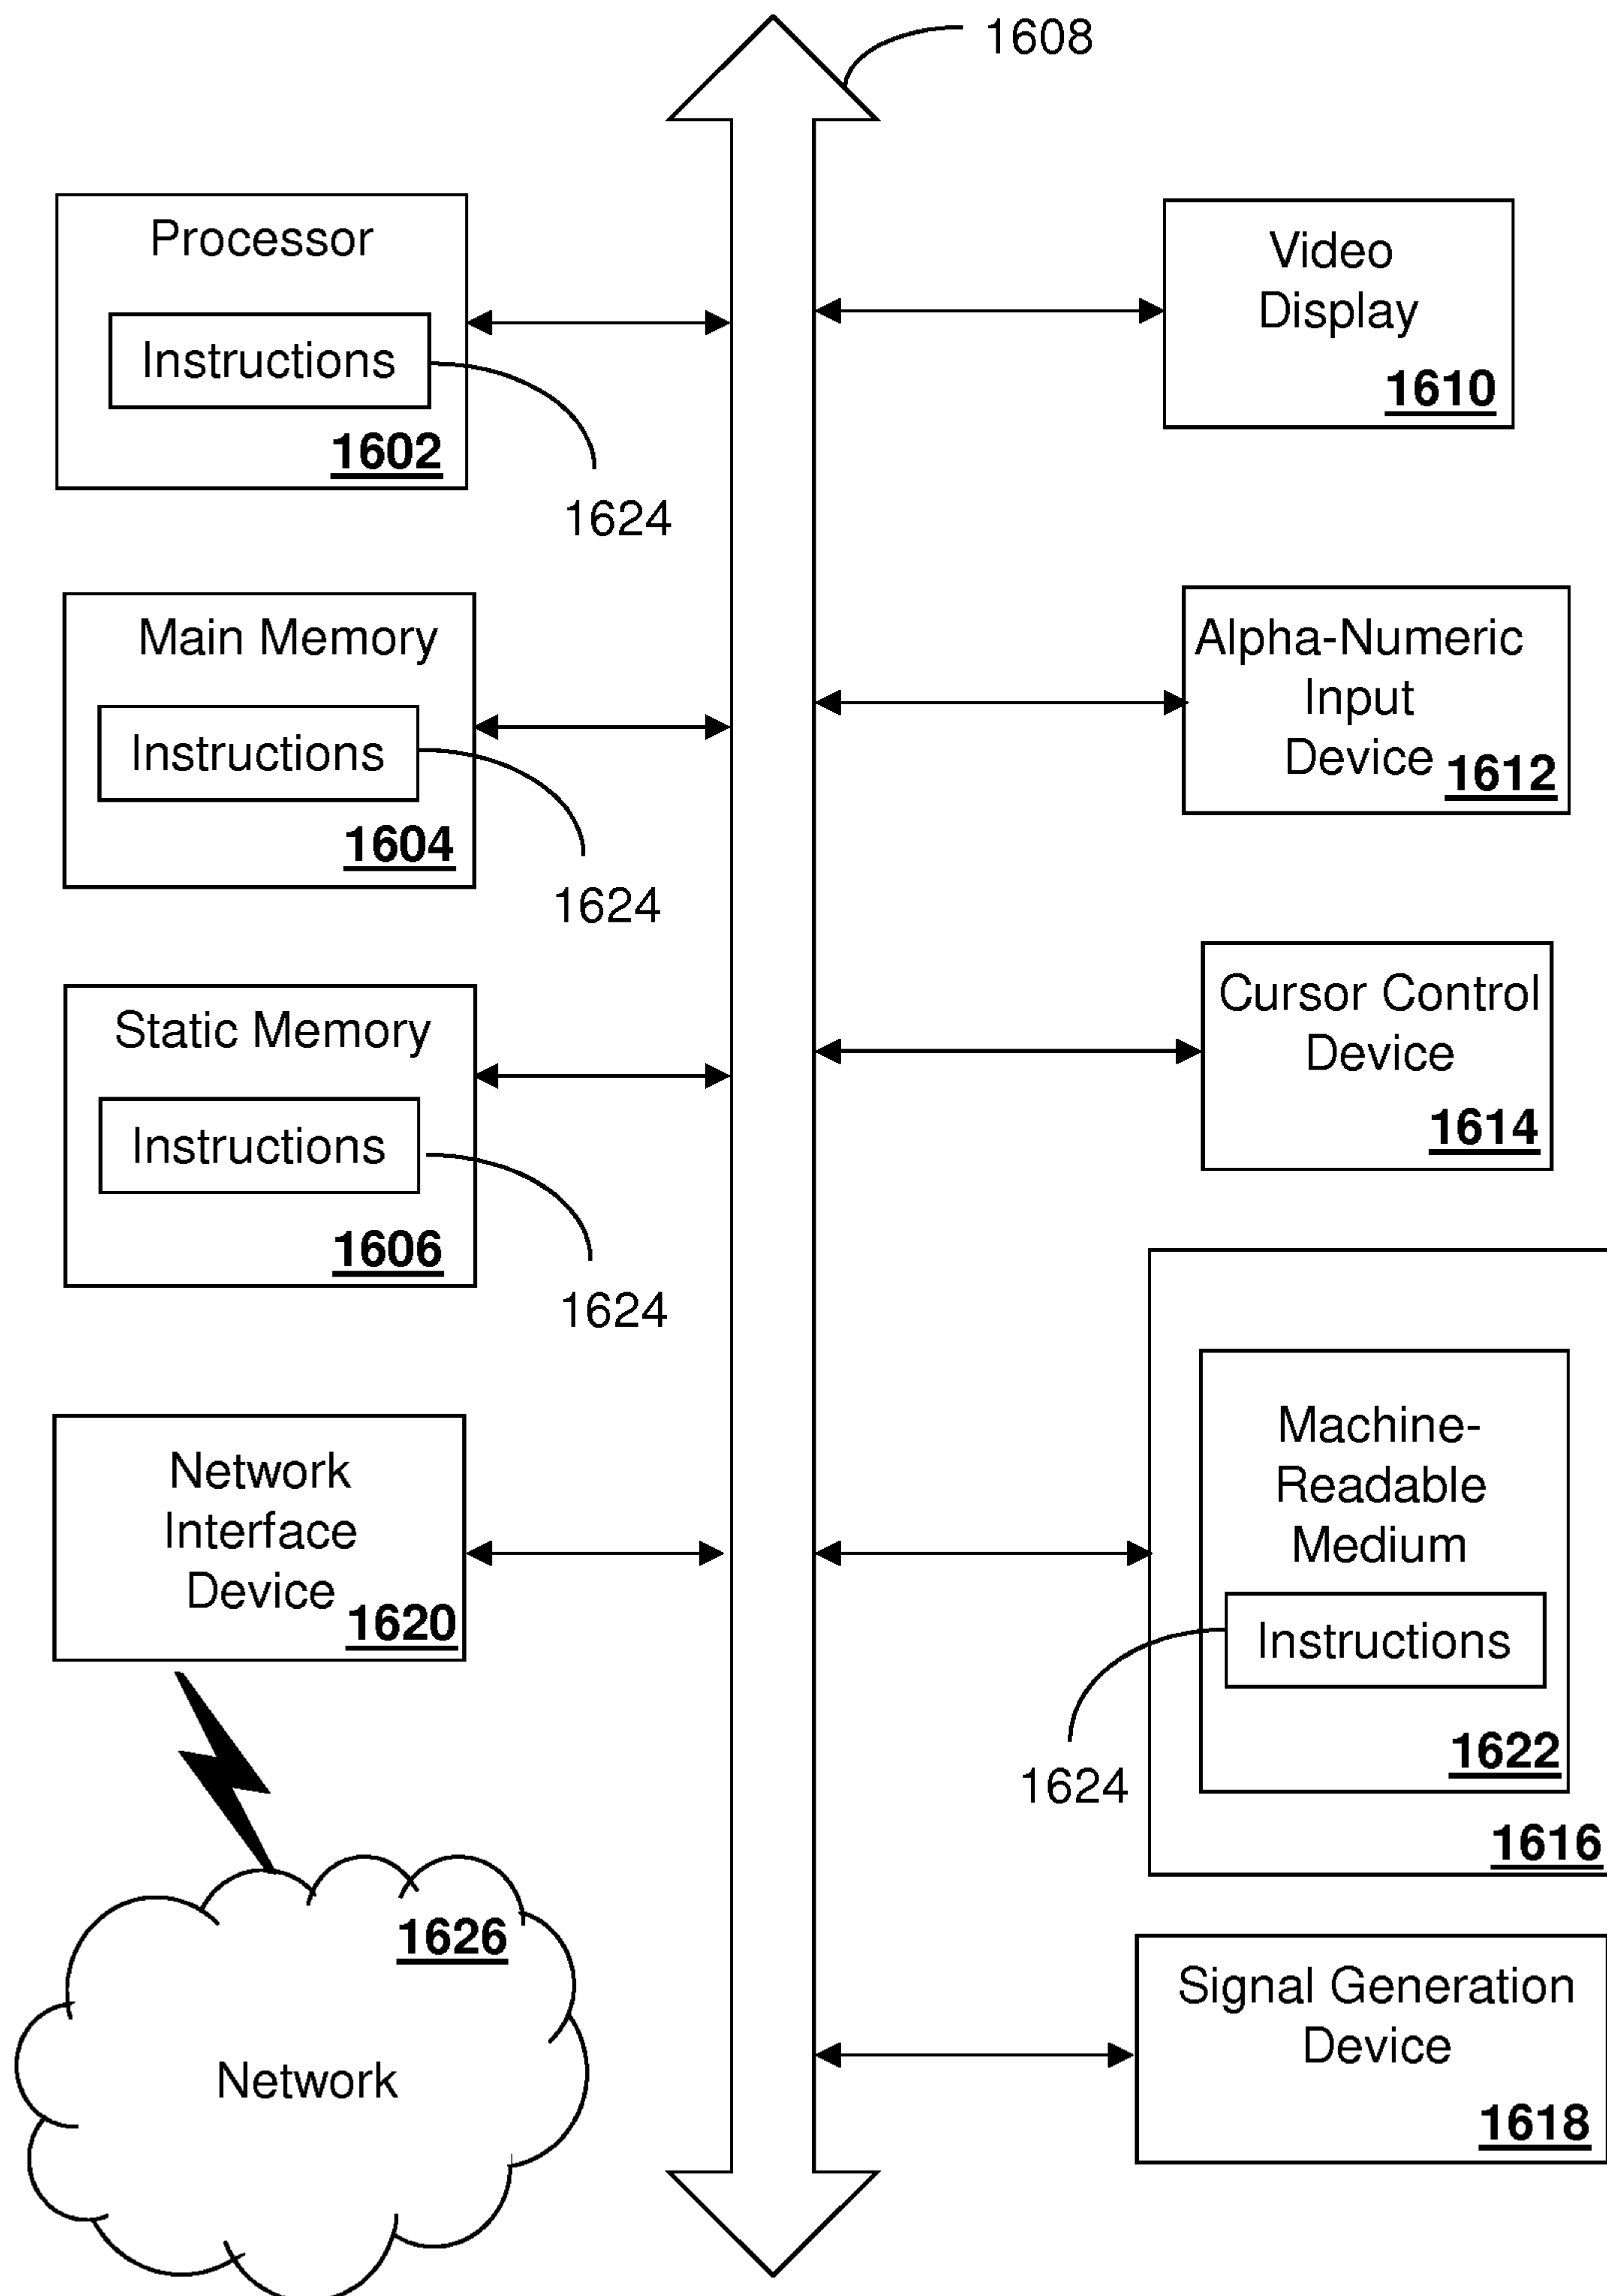 1608
Processor
Instructions
1602
1624
Main Memory
Instructions
1604
1624
Static Memory
Instructions
1606
1624
Network
Interface
Device
1620
1626
Network
Video
Display
1610
Alpha-Numeric
Input
Device
1612
Cursor Control
Device
1614
Machine-
Readable
Medium
Instructions
1622
1624
1616
Signal Generation
Device
1618